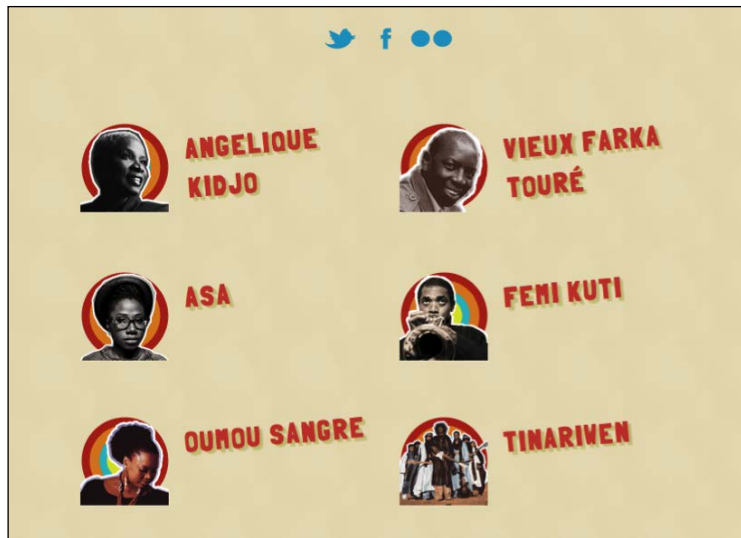 ANGELIQUE
KIDJO
VIEUX FARKA
TOURÉ
ASA
FEMI KUTI
OUMOU SANGRE
TINARIWEN